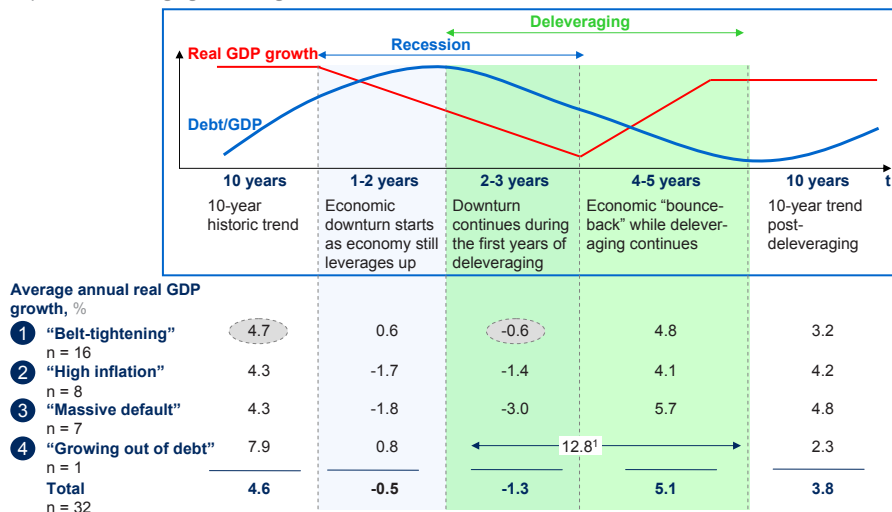 Deleveraging
Recession
Real GDP growth
Debt/GDP
10 years 1-2 years 2-3 years 4-5 years 10 years t
10-year
historic trend
Economic
downturn starts
as economy still
leverages up
Downturn
continues during
the first years of
deleveraging
Economic “bounce-
back” while delever-
aging continues
10-year trend
post-
deleveraging
Average annual real GDP
growth, %
1 “Belt-tightening” 4.7 0.6 -0.6 4.8 3.2
n = 16
2 “High inflation” 4.3 -1.7 -1.4 4.1 4.2
n = 8
3 “Massive default” 4.3 -1.8 -3.0 5.7 4.8
n = 7
4 “Growing out of debt” 7.9 0.8 12.8¹ 2.3
n = 1
Total 4.6 -0.5 -1.3 5.1 3.8
n = 32